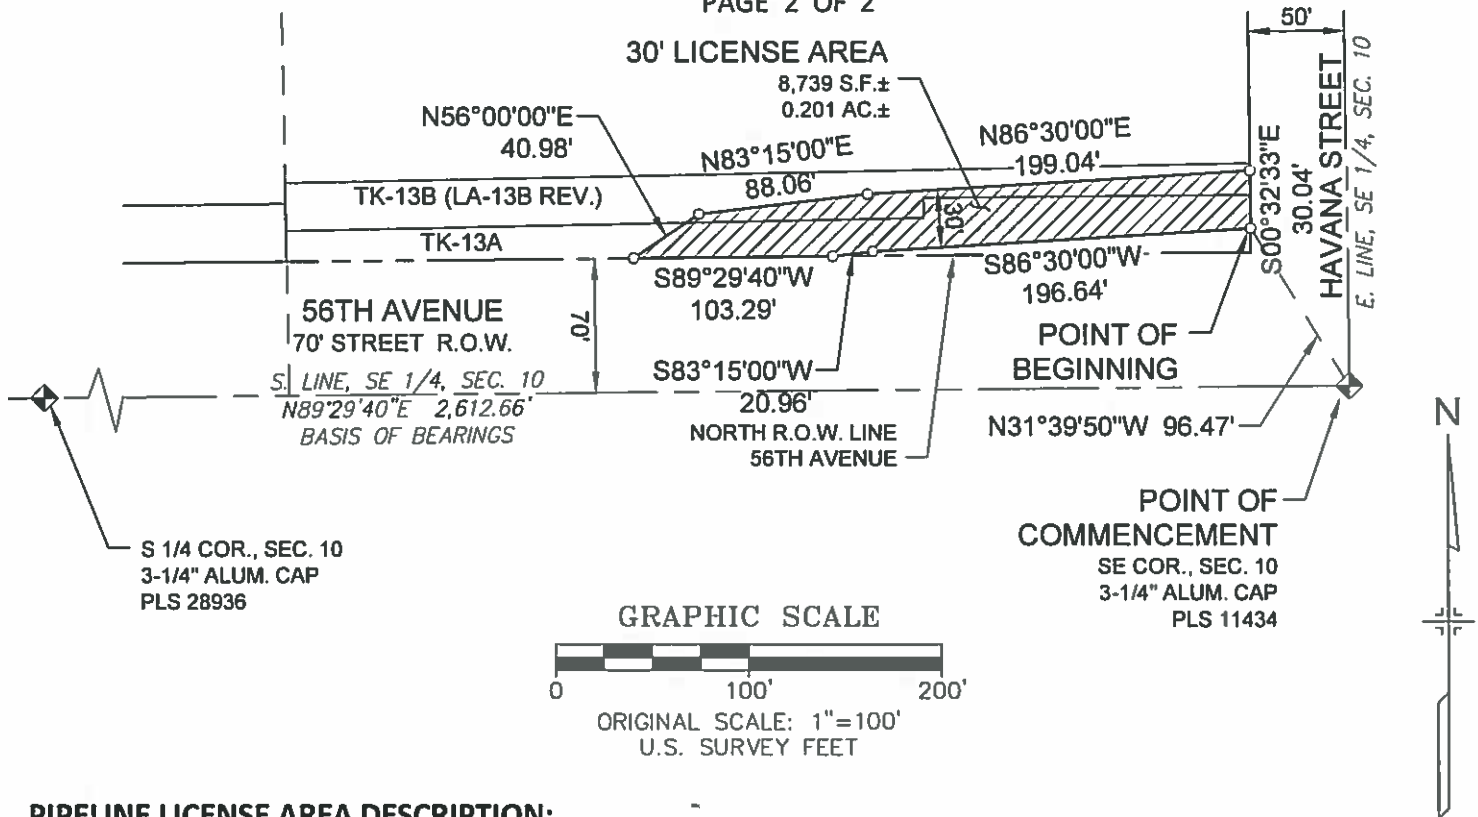 PAGE 2 OF 2
50'
30' LICENSE AREA
8,739 S.F.±
0.201 AC.±
N56°00'00"E
40.98'
N83°15'00"E
88.06'
N86°30'00"E
199.04'
TK-13B (LA-13B REV.)
TK-13A
30'
S00°32'33"E
30.04'
HAVANA STREET
E. LINE, SE 1/4, SEC. 10
S89°29'40"W
103.29'
S86°30'00"W
196.64'
56TH AVENUE
70' STREET R.O.W.
70'
POINT OF
BEGINNING
S. LINE, SE 1/4, SEC. 10
N89°29'40"E 2,612.66'
BASIS OF BEARINGS
S83°15'00"W
20.96'
NORTH R.O.W. LINE
56TH AVENUE
N31°39'50"W 96.47'
N
POINT OF
COMMENCEMENT
SE COR., SEC. 10
3-1/4" ALUM. CAP
PLS 11434
S 1/4 COR., SEC. 10
3-1/4" ALUM. CAP
PLS 28936
GRAPHIC SCALE
0 100' 200'
ORIGINAL SCALE: 1"=100'
U.S. SURVEY FEET
PIPELINE LICENSE AREA DESCRIPTION: